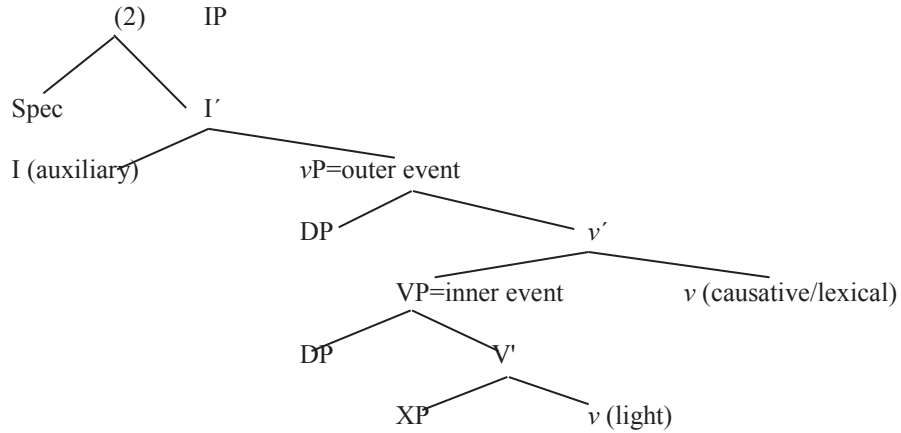 (2) IP
Spec I´
I (auxiliary) vP=outer event
DP v´
VP=inner event v (causative/lexical)
DP V'
XP v (light)